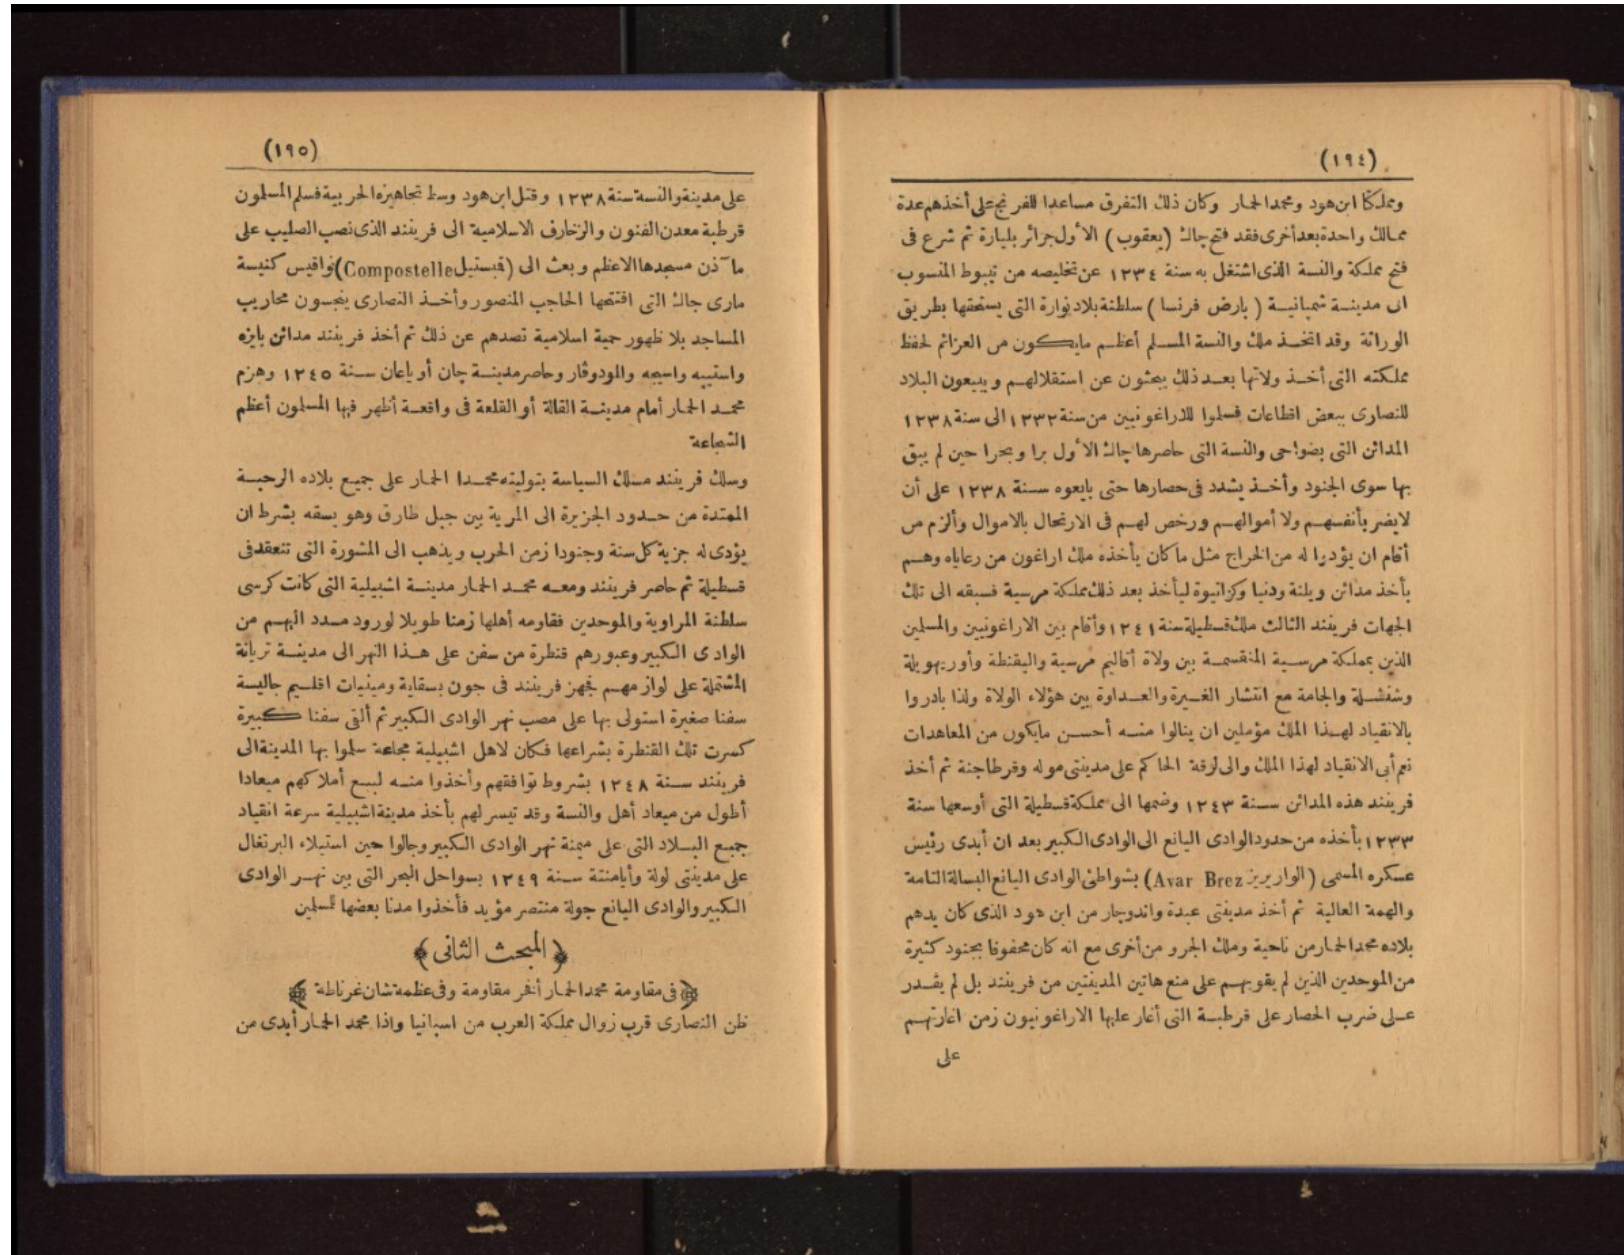 (١٩٤)
ومملكتا ابن هود ومحمد الحمار وكان ذلك التفرق مساعدا للفرنج على أخذهم عدة
ممالك واحدة بعد أخرى فقد فتح جاك (يعقوب) الأول جزائر بليارة ثم شرع فى
فتح مملكة والنسة الذى اشتغل به سنة ١٢٣٤ عن تخليصه من تيبوط المنسوب
الى مدينة شمبانية (بارض فرنسا) سلطنة بلاد نوارة التى يستحقها بطريق
الوراثة وقد اتخذ ملك والنسة المسلم أعظم مايكون من العزائم لحفظ
مملكته التى أخذ ولاتها بعد ذلك يبحثون عن استقلالهم ويبيعون البلاد
للنصارى ببعض اقطاعات فسلموا للاراغونيين من سنة ١٢٣٢ الى سنة ١٢٣٨
المدائن التى بضواحى والنسة التى حاصرها جاك الأول برا وبحرا حين لم يبق
بها سوى الجنود وأخذ يشدد فى حصارها حتى بايعوه سنة ١٢٣٨ على أن
لايضر بأنفسهم ولا أموالهم ورخص لهم فى الارتحال بالاموال وألزم من
أقام ان يؤديا له من الخراج مثل ماكان يأخذه ملك اراغون من رعاياه وهم
بأخذ مدائن ويلنة ودنيا وكزاتيوة ليأخذ بعد ذلك مملكة مرسية فسبقه الى تلك
الجهات فرينند الثالث ملك قسطيلة سنة ١٢٤١ وأقام بين الاراغونيين والمسلمين
الذين بمملكة مرسية المنقسمة بين ولاة أقاليم مرسية واليقنطة وأوريهويلة
وشنشلة والجامة مع انتشار الغيرة والعداوة بين هؤلاء الولاة ولذا بادروا
بالانقياد لهذا الملك مؤملين ان ينالوا منه أحسن مايكون من المعاهدات
نعم أبى الانقياد لهذا الملك والى لرقة الحاكم على مدينتى موله وقرطاجنة ثم أخذ
فرينند هذه المدائن سنة ١٢٤٣ وضمها الى مملكة قسطيلة التى أوسعها سنة
١٢٣٣ بأخذه من حدود الوادى اليانع الى الوادى الكبير بعد ان أبدى رئيس
عسكره المسمى (الواريريز Avar Brez) بشواطئ الوادى اليانع البسالة التامة
والهمة العالية ثم أخذ مدينتى عبدة واندوجار من ابن هود الذى كان يدهم
بلاده محمد الحمار من ناحية وملك الجرو من أخرى مع انه كان محفوفا بجنود كثيرة
من الموحدين الذين لم يقو بهم على منع هاتين المدينتين من فرينند بل لم يقدر
على ضرب الحصار على قرطبة التى أغار عليها الاراغونيون زمن اغارتهم
على
(١٩٥)
على مدينة والنسة سنة ١٢٣٨ وقتل ابن هود وسط تجاهيزه الحربية فسلم المسلمون
قرطبة معدن الفنون والزخارف الاسلامية الى فرينند الذى نصب الصليب على
مآذن مسجدها الاعظم وبعث الى (قبستيل Compostelle) نواقيس كنيسة
مارى جاك التى افتتحها الحاجب المنصور وأخذ النصارى ينجسون محاريب
المساجد بلا ظهور حمية اسلامية تصدهم عن ذلك ثم أخذ فرينند مدائن بايزه
واستيبه واسيجه والمودوڤار وحاصر مدينة چان أو ياعان سنة ١٢٤٥ وهزم
محمد الحمار أمام مدينة القالة أو القلعة فى واقعة أظهر فيها المسلمون أعظم
الشجاعة
وسلك فرينند مسلك السياسة بتوليته محمدا الحمار على جميع بلاده الرحبة
الممتدة من حدود الجزيرة الى المرية بين جبل طارق وهو يسقه بشرط ان
يؤدى له جزية كل سنة وجنودا زمن الحرب ويذهب الى المشورة التى تنعقد فى
قسطيلة ثم حاصر فرينند ومعه محمد الحمار مدينة اشبيلية التى كانت كرسى
سلطنة المراوية والموحدين فقاومه أهلها زمنا طويلا لورود مدد اليهم من
الوادى الكبير وعبورهم قنطرة من سفن على هذا النهر الى مدينة تريانة
المشتملة على لوازمهم فجهز فرينند فى جون بسقاية ومينيات اقليم جاليسة
سفنا صغيرة استولى بها على مصب نهر الوادى الكبير ثم ألقى سفنا كبيرة
كسرت تلك القنطرة بشراعها فكان لاهل اشبيلية مجاعة سلموا بها المدينة الى
فرينند سنة ١٢٤٨ بشروط توافقهم وأخذوا منه لبيع أملاكهم ميعادا
أطول من ميعاد أهل والنسة وقد تيسر لهم بأخذ مدينة اشبيلية سرعة انقياد
جميع البلاد التى على ميمنة نهر الوادى الكبير وجالوا حين استيلاء البرتغال
على مدينتى لولة وأيامنتة سنة ١٢٤٩ بسواحل البحر التى بين نهر الوادى
الكبير والوادى اليانع جولة منتصر مؤيد فأخذوا مدنا بعضها للمسلمين
﴿المبحث الثانى﴾
﴿فى مقاومة محمد الحمار أفخر مقاومة وفى عظمة شان غرناطة﴾
ظن النصارى قرب زوال مملكة العرب من اسبانيا واذا محمد الحمار أبدى من